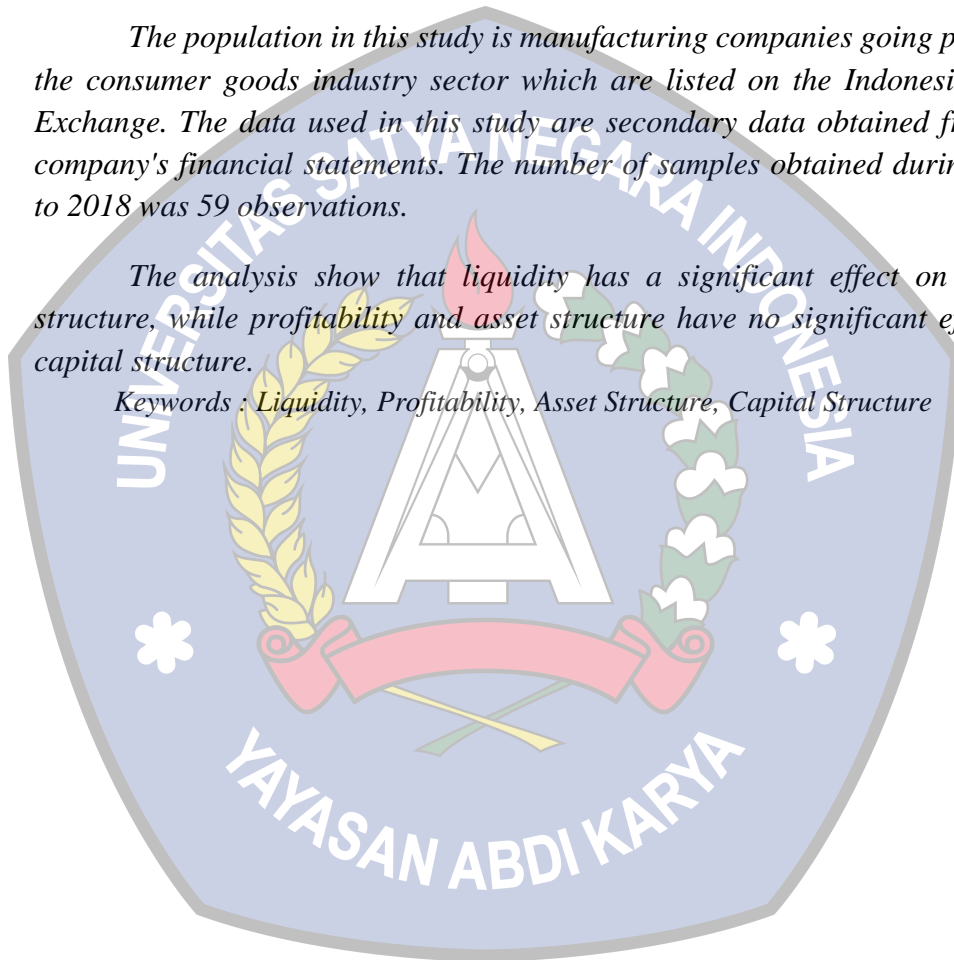 The population in this study is manufacturing companies going p
the consumer goods industry sector which are listed on the Indonesi
Exchange. The data used in this study are secondary data obtained f
company's financial statements. The number of samples obtained durin
to 2018 was 59 observations.
The analysis show that liquidity has a significant effect on
structure, while profitability and asset structure have no significant e
capital structure.
Keywords : Liquidity, Profitability, Asset Structure, Capital Structure
UNIVERSITAS SATYA NEGARA INDONESIA
YAYASAN ABDI KARYA